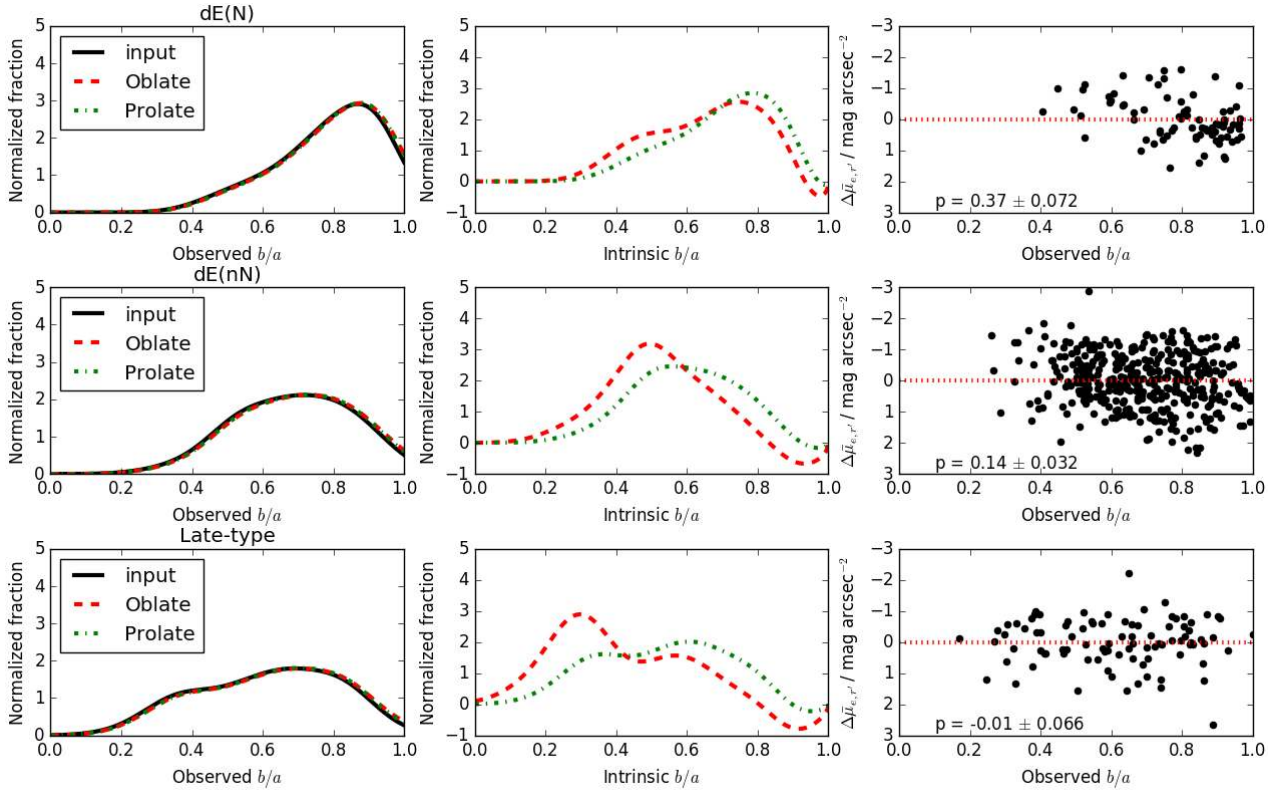 dE(N)
Normalized fraction
5
4
3
2
1
0
input
Oblate
Prolate
0.0 0.2 0.4 0.6 0.8 1.0
Observed b/a
Normalized fraction
5
4
3
2
1
0
−1
0.0 0.2 0.4 0.6 0.8 1.0
Intrinsic b/a
Δμ̄e,r′ / mag arcsec−2
−3
−2
−1
0
1
2
3
p = 0.37 ± 0.072
0.0 0.2 0.4 0.6 0.8 1.0
Observed b/a
dE(nN)
Normalized fraction
5
4
3
2
1
0
input
Oblate
Prolate
0.0 0.2 0.4 0.6 0.8 1.0
Observed b/a
Normalized fraction
5
4
3
2
1
0
−1
0.0 0.2 0.4 0.6 0.8 1.0
Intrinsic b/a
Δμ̄e,r′ / mag arcsec−2
−3
−2
−1
0
1
2
3
p = 0.14 ± 0.032
0.0 0.2 0.4 0.6 0.8 1.0
Observed b/a
Late-type
Normalized fraction
5
4
3
2
1
0
input
Oblate
Prolate
0.0 0.2 0.4 0.6 0.8 1.0
Observed b/a
Normalized fraction
5
4
3
2
1
0
−1
0.0 0.2 0.4 0.6 0.8 1.0
Intrinsic b/a
Δμ̄e,r′ / mag arcsec−2
−3
−2
−1
0
1
2
3
p = -0.01 ± 0.066
0.0 0.2 0.4 0.6 0.8 1.0
Observed b/a